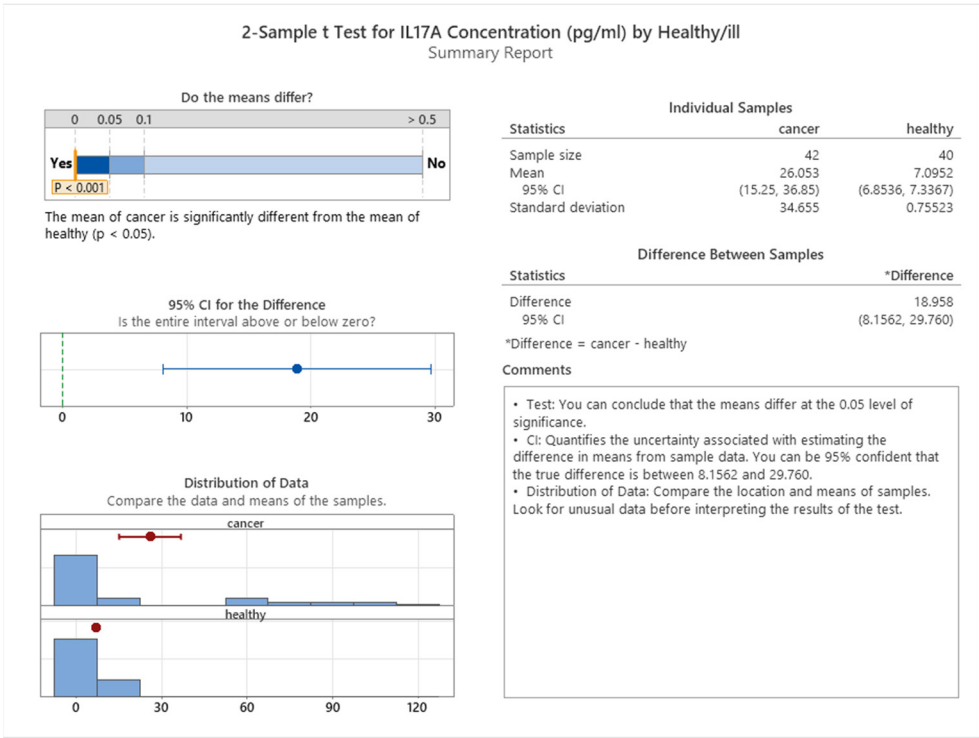 2-Sample t Test for IL17A Concentration (pg/ml) by Healthy/ill
Summary Report
Do the means differ?
0 0.05 0.1 > 0.5
Yes No
P < 0.001
The mean of cancer is significantly different from the mean of
healthy (p < 0.05).
95% CI for the Difference
Is the entire interval above or below zero?
0 10 20 30
Distribution of Data
Compare the data and means of the samples.
cancer
healthy
0 30 60 90 120
Individual Samples
Statistics cancer healthy
Sample size 42 40
Mean 26.053 7.0952
95% CI (15.25, 36.85) (6.8536, 7.3367)
Standard deviation 34.655 0.75523
Difference Between Samples
Statistics *Difference
Difference 18.958
95% CI (8.1562, 29.760)
*Difference = cancer - healthy
Comments
• Test: You can conclude that the means differ at the 0.05 level of
significance.
• CI: Quantifies the uncertainty associated with estimating the
difference in means from sample data. You can be 95% confident that
the true difference is between 8.1562 and 29.760.
• Distribution of Data: Compare the location and means of samples.
Look for unusual data before interpreting the results of the test.